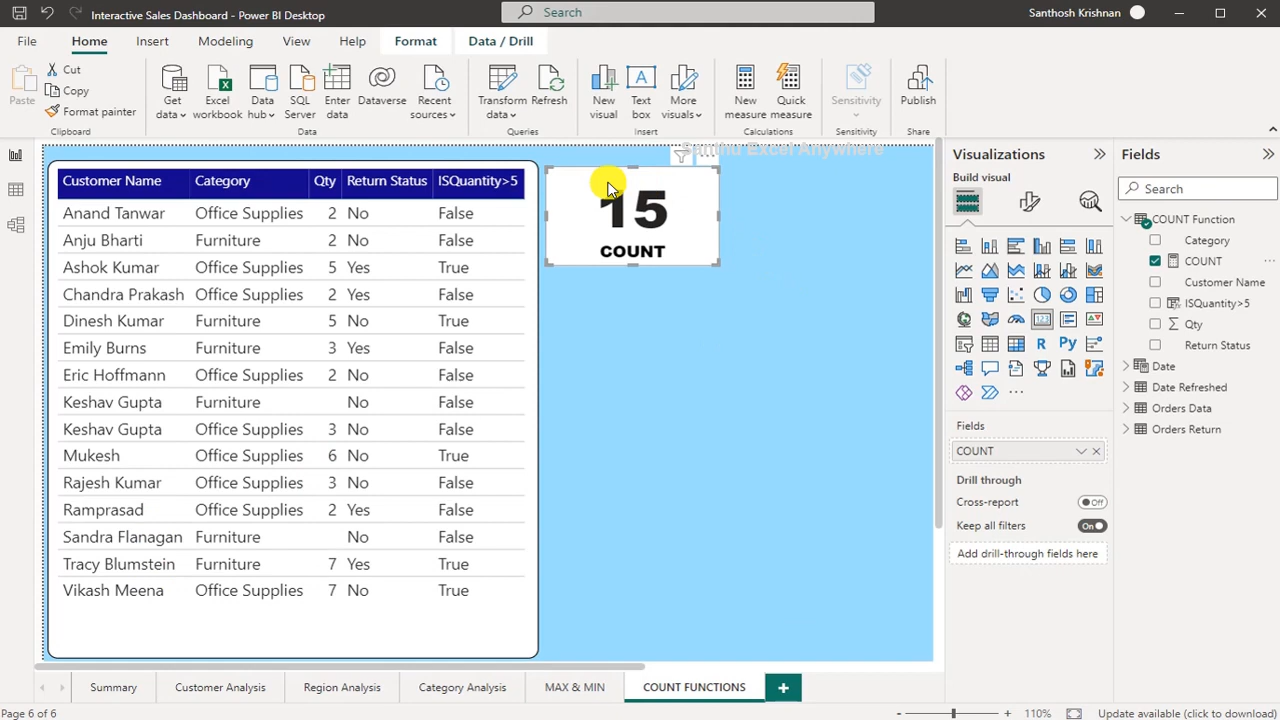 Interactive Sales Dashboard - Power BI Desktop
Search
Santhosh Krishnan
File Home Insert Modeling View Help Format Data / Drill
Paste
Cut
Copy
Format painter
Clipboard
Get data
Excel workbook
Data hub
SQL Server
Enter data
Dataverse
Recent sources
Data
Transform data
Refresh
Queries
New visual
Text box
More visuals
Insert
New measure
Quick measure
Calculations
Sensitivity
Sensitivity
Publish
Share
Santhu Excel Anywhere
Customer Name Category Qty Return Status ISQuantity>5
Anand Tanwar Office Supplies 2 No False
Anju Bharti Furniture 2 No False
Ashok Kumar Office Supplies 5 Yes True
Chandra Prakash Office Supplies 2 Yes False
Dinesh Kumar Furniture 5 No True
Emily Burns Furniture 3 Yes False
Eric Hoffmann Office Supplies 2 No False
Keshav Gupta Furniture No False
Keshav Gupta Office Supplies 3 No False
Mukesh Office Supplies 6 No True
Rajesh Kumar Office Supplies 3 No False
Ramprasad Office Supplies 2 Yes False
Sandra Flanagan Furniture No False
Tracy Blumstein Furniture 7 Yes True
Vikash Meena Office Supplies 7 No True
15
COUNT
Visualizations
Build visual
R Py
123
Fields
COUNT
Drill through
Cross-report Off
Keep all filters On
Add drill-through fields here
Fields
Search
COUNT Function
Category
COUNT
Customer Name
ISQuantity>5
Qty
Return Status
Date
Date Refreshed
Orders Data
Orders Return
Summary Customer Analysis Region Analysis Category Analysis MAX & MIN COUNT FUNCTIONS
Page 6 of 6
110%
Update available (click to download)